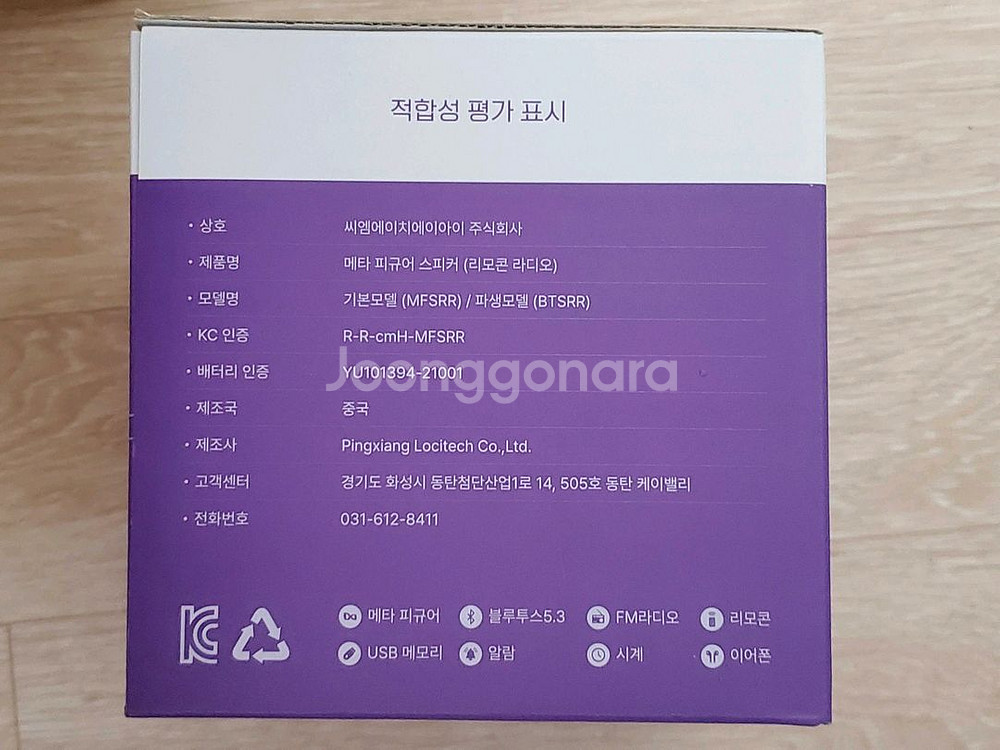 적합성 평가 표시
• 상호 씨엠에이치에이아이 주식회사
• 제품명 메타 피규어 스피커 (리모콘 라디오)
• 모델명 기본모델 (MFSRR) / 파생모델 (BTSRR)
• KC 인증 R-R-cmH-MFSRR
• 배터리 인증 YU101394-21001
Joonggonara
• 제조국 중국
• 제조사 Pingxiang Locitech Co.,Ltd.
• 고객센터 경기도 화성시 동탄첨단산업1로 14, 505호 동탄 케이밸리
• 전화번호 031-612-8411
KC 메타 피규어 블루투스5.3 FM라디오 리모콘
USB 메모리 알람 시계 이어폰